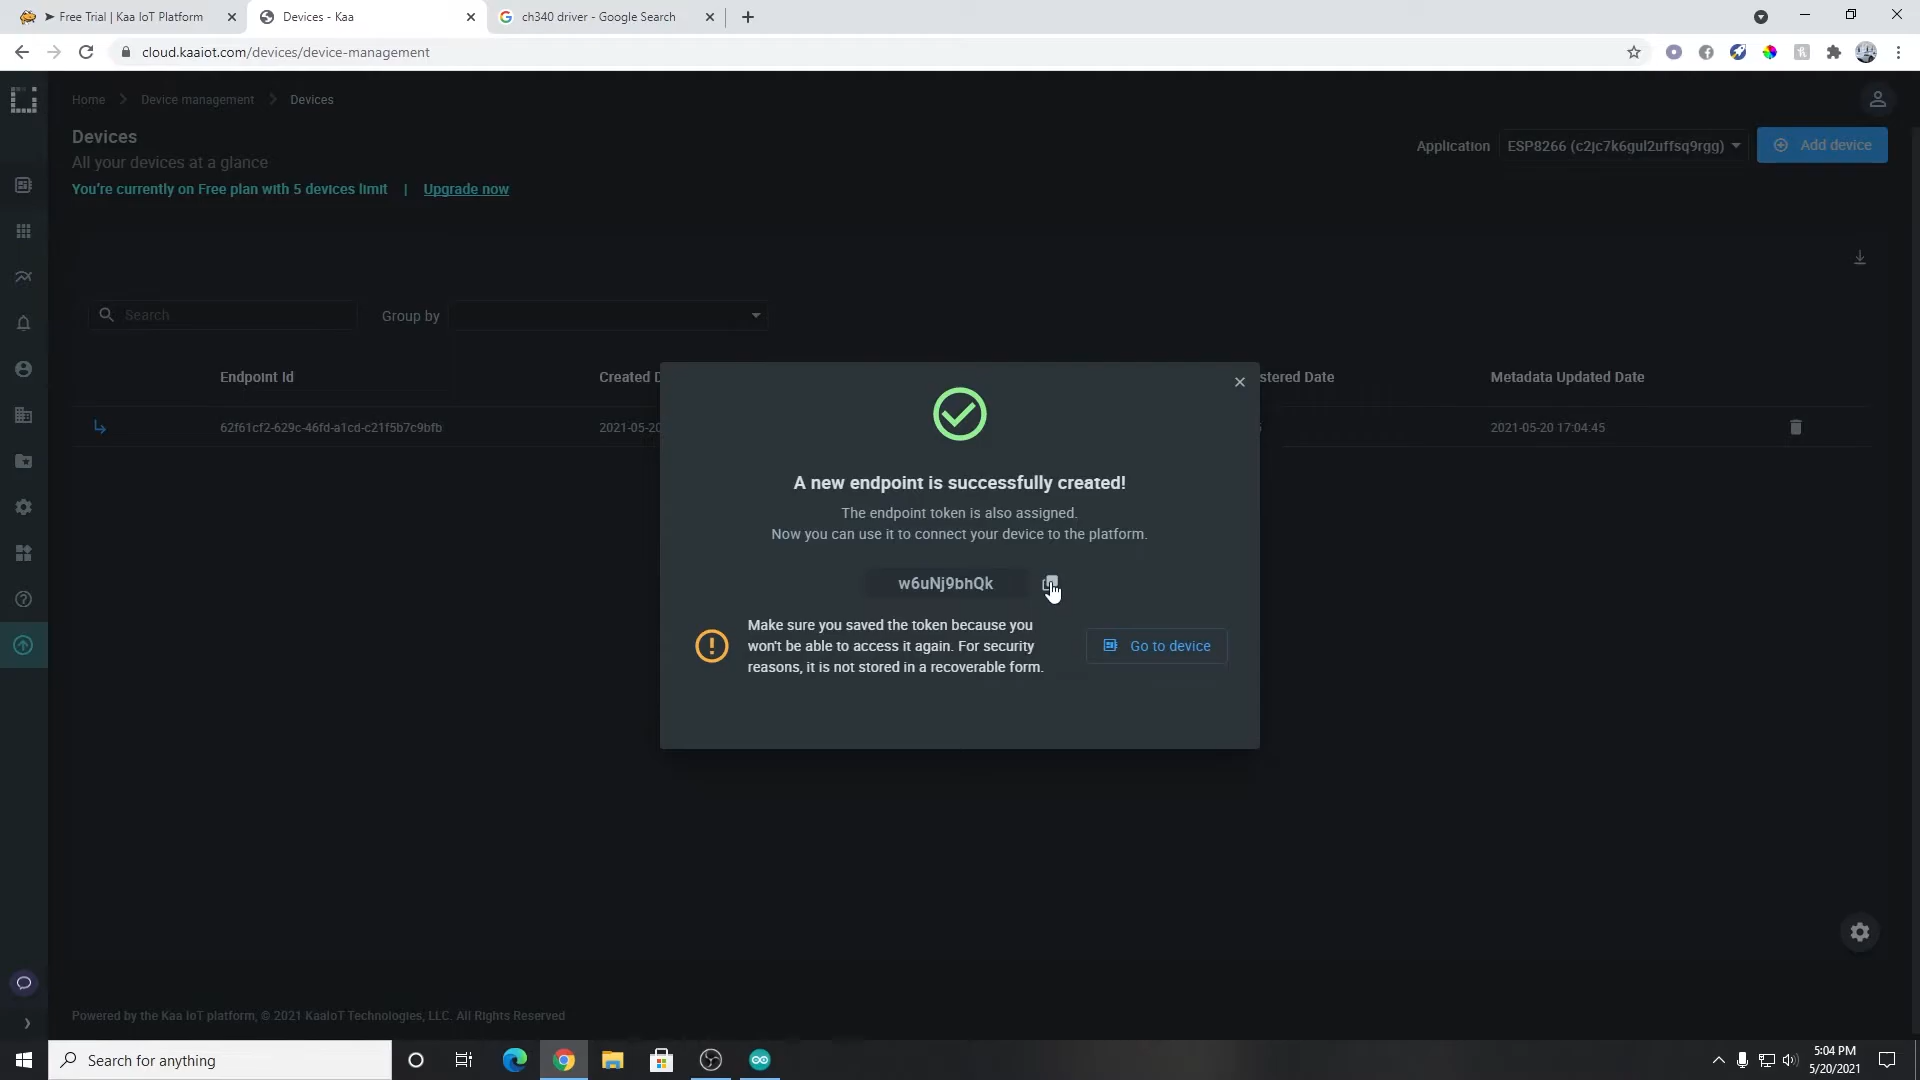 ➤ Free Trial | Kaa IoT Platform
Devices - Kaa
ch340 driver - Google Search
cloud.kaaiot.com/devices/device-management
Home > Device management > Devices
Devices
All your devices at a glance
You're currently on Free plan with 5 devices limit | Upgrade now
Application ESP8266 (c2jc7k6gul2uffsq9rgg)
Add device
Search
Group by
Endpoint Id
Created D
stered Date
Metadata Updated Date
62f61cf2-629c-46fd-a1cd-c21f5b7c9bfb
2021-05-20
2021-05-20 17:04:45
A new endpoint is successfully created!
The endpoint token is also assigned.
Now you can use it to connect your device to the platform.
w6uNj9bhQk
Make sure you saved the token because you
won't be able to access it again. For security
reasons, it is not stored in a recoverable form.
Go to device
Powered by the Kaa IoT platform, © 2021 KaaIoT Technologies, LLC. All Rights Reserved
Search for anything
5:04 PM
5/20/2021